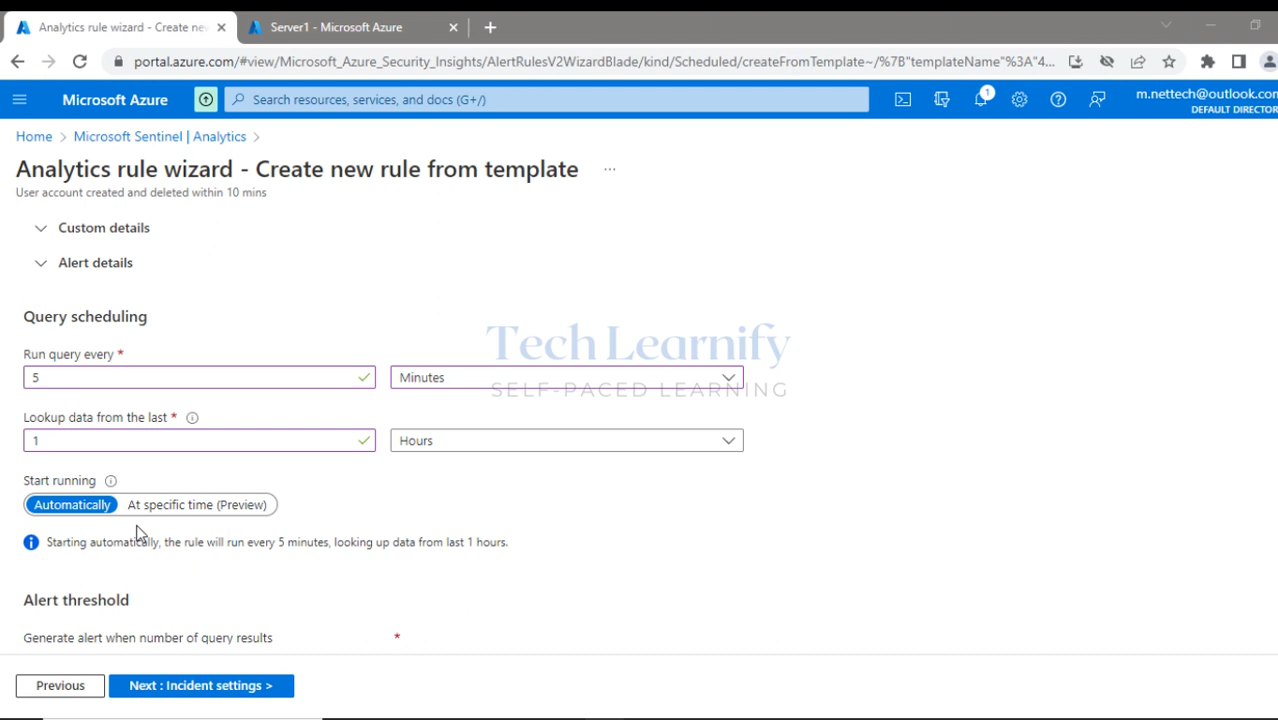 Analytics rule wizard - Create new
Server1 - Microsoft Azure
portal.azure.com/#view/Microsoft_Azure_Security_Insights/AlertRulesV2WizardBlade/kind/Scheduled/createFromTemplate~/%7B"templateName"%3A"4...
Microsoft Azure
Search resources, services, and docs (G+/)
1
m.nettech@outlook.com
DEFAULT DIRECTOR
Home > Microsoft Sentinel | Analytics >
Analytics rule wizard - Create new rule from template ...
User account created and deleted within 10 mins
Custom details
Alert details
Query scheduling
Run query every *
5 Minutes
Tech Learnify
SELF-PACED LEARNING
Lookup data from the last *
1 Hours
Start running
Automatically At specific time (Preview)
Starting automatically, the rule will run every 5 minutes, looking up data from last 1 hours.
Alert threshold
Generate alert when number of query results *
Previous Next : Incident settings >